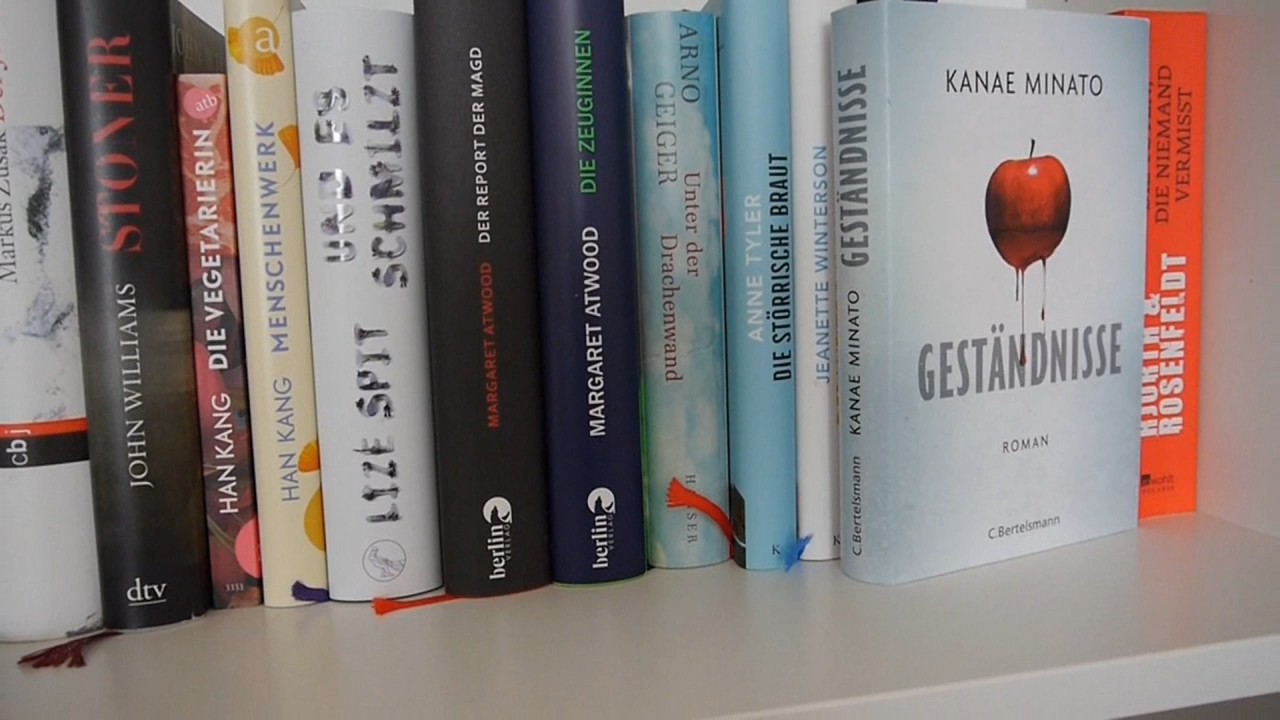 Markus Zusak
cbj
STONER
JOHN WILLIAMS
dtv
atb
HAN KANG DIE VEGETARIERIN
a
HAN KANG MENSCHENWERK
LIZE SPIT UND ES
SCHMILZT
MARGARET ATWOOD DER REPORT DER MAGD
berlin
VERLAG
MARGARET ATWOOD DIE ZEUGINNEN
berlin
VERLAG
ARNO
GEIGER
Unter der
Drachenwand
ANNE TYLER
DIE STÖRRISCHE BRAUT
K
JEANETTE WINTERSON
K
C.Bertelsmann KANAE MINATO GESTÄNDNISSE
KANAE MINATO
GESTÄNDNISSE
ROMAN
C.Bertelsmann
HJORTH &
ROSENFELDT
DIE NIEMAND
VERMISST